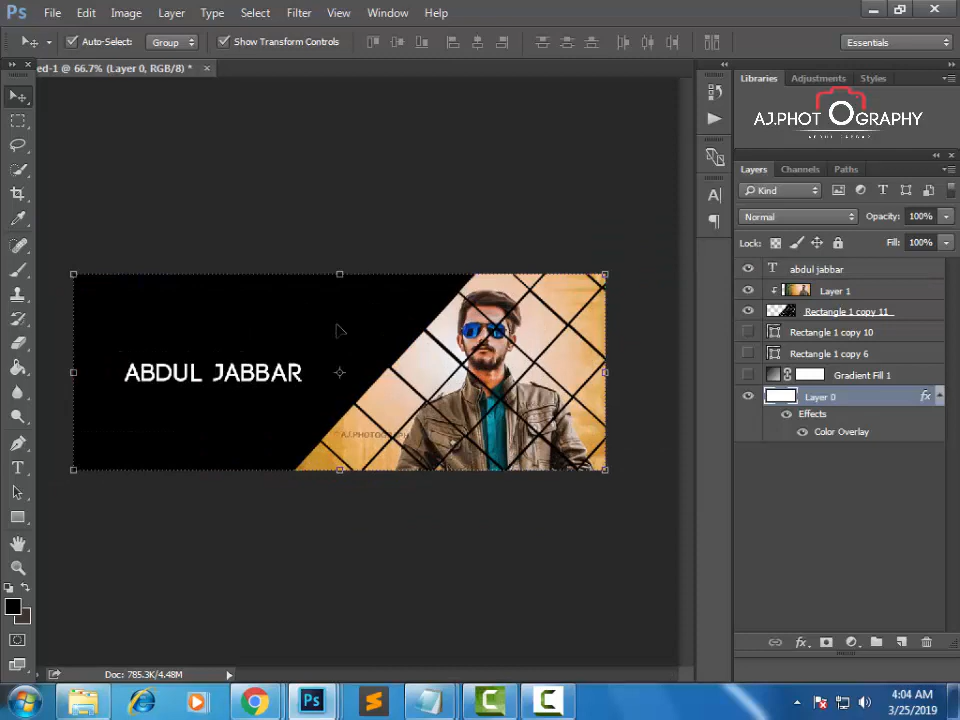 Ps File Edit Image Layer Type Select Filter View Window Help
Auto-Select: Group Show Transform Controls Essentials
ed-1 @ 66.7% (Layer 0, RGB/8) *
Libraries Adjustments Styles
AJ.PHOTOGRAPHY
ABDUL JABBAR
Layers Channels Paths
Kind
Normal Opacity: 100%
Lock: Fill: 100%
abdul jabbar
Layer 1
Rectangle 1 copy 11
Rectangle 1 copy 10
Rectangle 1 copy 6
Gradient Fill 1
Layer 0 fx
Effects
Color Overlay
ABDUL JABBAR
AJ.PHOTOGRAPH
Doc: 785.3K/4.48M
4:04 AM
3/25/2019